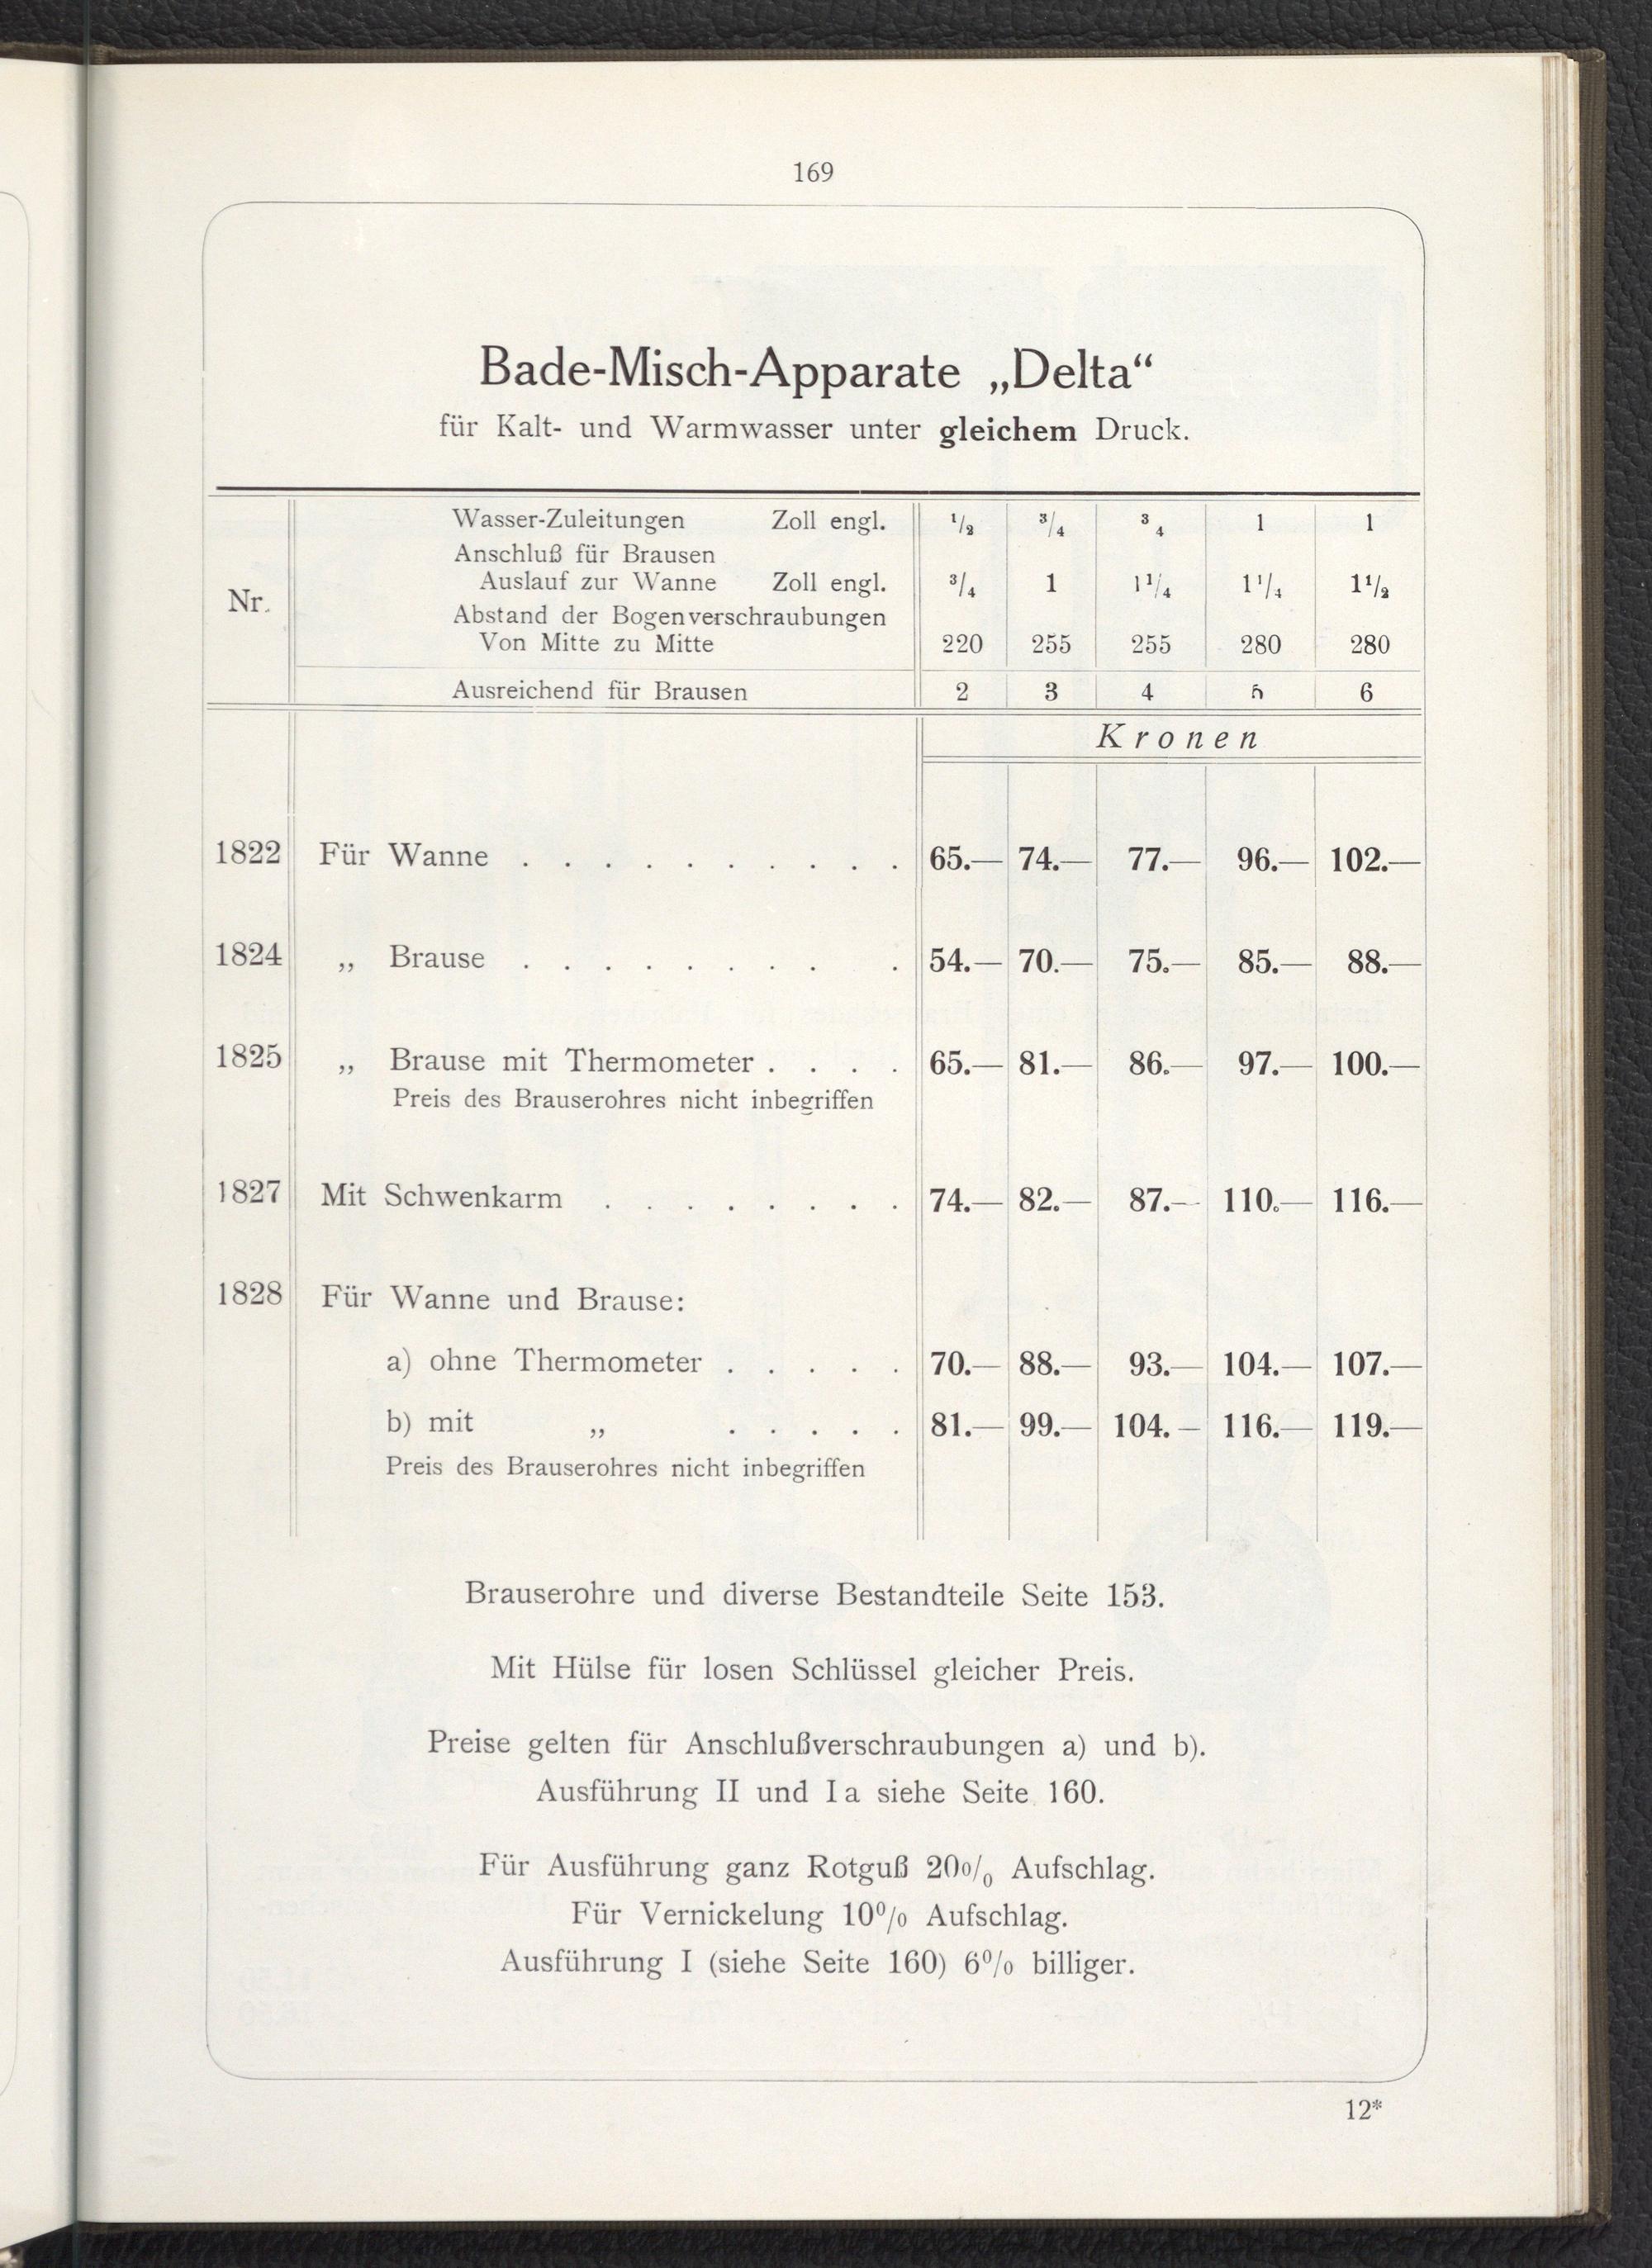 169
Bade-Misch-Apparate „Delta“
für Kalt- und Warmwasser unter gleichem Druck.
Nr.
Wasser-Zuleitungen Zoll engl. 1/2 3/4 3 4 1 1
Anschluß für Brausen
Auslauf zur Wanne Zoll engl. 3/4 1 1 1/4 1 1/4 1 1/2
Abstand der Bogenverschraubungen
Von Mitte zu Mitte 220 255 255 280 280
Ausreichend für Brausen 2 3 4 5 6
Kronen
1822 Für Wanne . . . . . . . . . . 65.— 74.— 77.— 96.— 102.—
1824 „ Brause . . . . . . . . . 54.— 70.— 75.— 85.— 88.—
1825 „ Brause mit Thermometer . . . . 65.— 81.— 86.— 97.— 100.—
Preis des Brauserohres nicht inbegriffen
1827 Mit Schwenkarm . . . . . . . . 74.— 82.— 87.— 110.— 116.—
1828 Für Wanne und Brause:
a) ohne Thermometer . . . . . 70.— 88.— 93.— 104.— 107.—
b) mit „ . . . . . 81.— 99.— 104.— 116.— 119.—
Preis des Brauserohres nicht inbegriffen
Brauserohre und diverse Bestandteile Seite 153.
Mit Hülse für losen Schlüssel gleicher Preis.
Preise gelten für Anschlußverschraubungen a) und b).
Ausführung II und Ia siehe Seite 160.
Für Ausführung ganz Rotguß 20% Aufschlag.
Für Vernickelung 10% Aufschlag.
Ausführung I (siehe Seite 160) 6% billiger.
12*